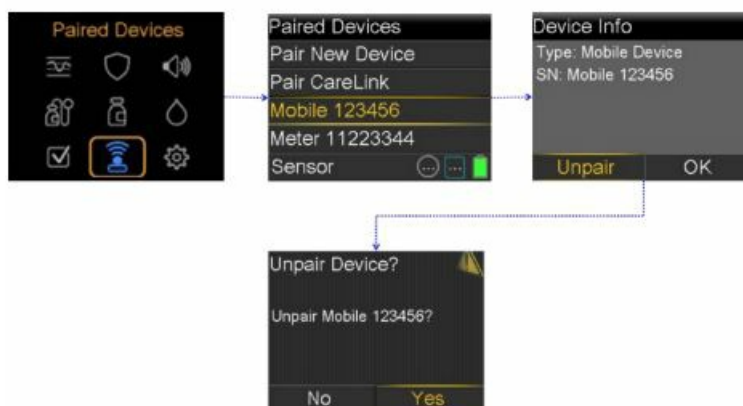 Paired Devices
Paired Devices
Pair New Device
Pair CareLink
Mobile 123456
Meter 11223344
Sensor
Device Info
Type: Mobile Device
SN: Mobile 123456
Unpair OK
Unpair Device?
Unpair Mobile 123456?
No Yes